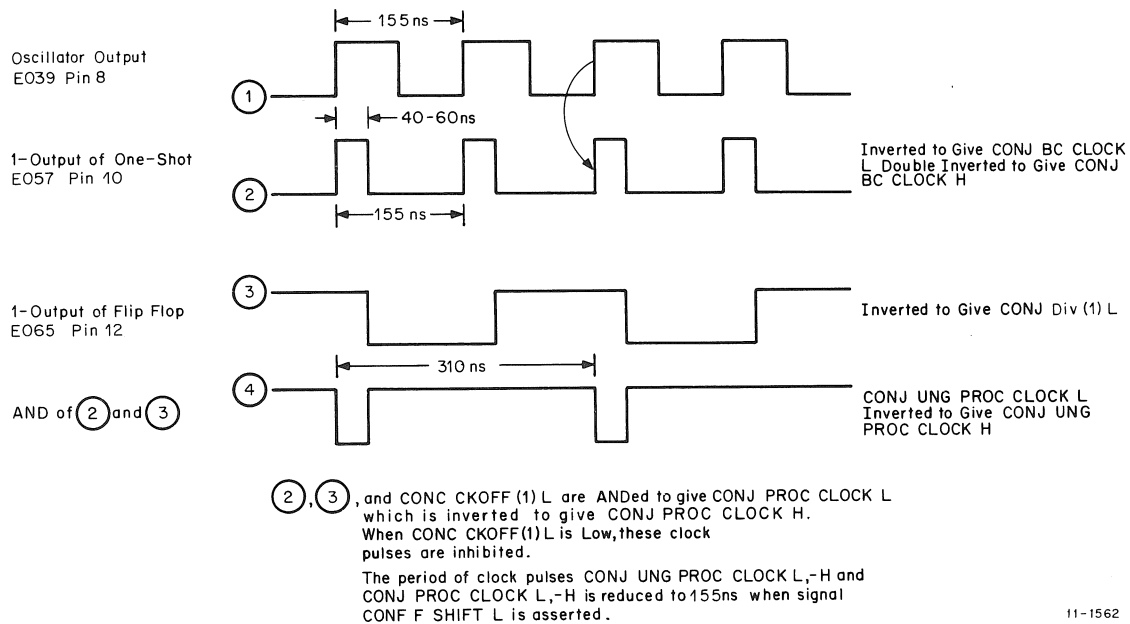 155ns
Oscillator Output
E039 Pin 8
1
40-60ns
1-Output of One-Shot
E057 Pin 10
2
Inverted to Give CONJ BC CLOCK
L Double Inverted to Give CONJ
BC CLOCK H
155 ns
3
1-Output of Flip Flop
E065 Pin 12
Inverted to Give CONJ Div (1) L
310 ns
4
AND of 2 and 3
CONJ UNG PROC CLOCK L
Inverted to Give CONJ UNG
PROC CLOCK H
2, 3, and CONC CKOFF (1) L are ANDed to give CONJ PROC CLOCK L
which is inverted to give CONJ PROC CLOCK H.
When CONC CKOFF(1) L is Low, these clock
pulses are inhibited.
The period of clock pulses CONJ UNG PROC CLOCK L,-H and
CONJ PROC CLOCK L,-H is reduced to 155ns when signal
CONF F SHIFT L is asserted.
11-1562